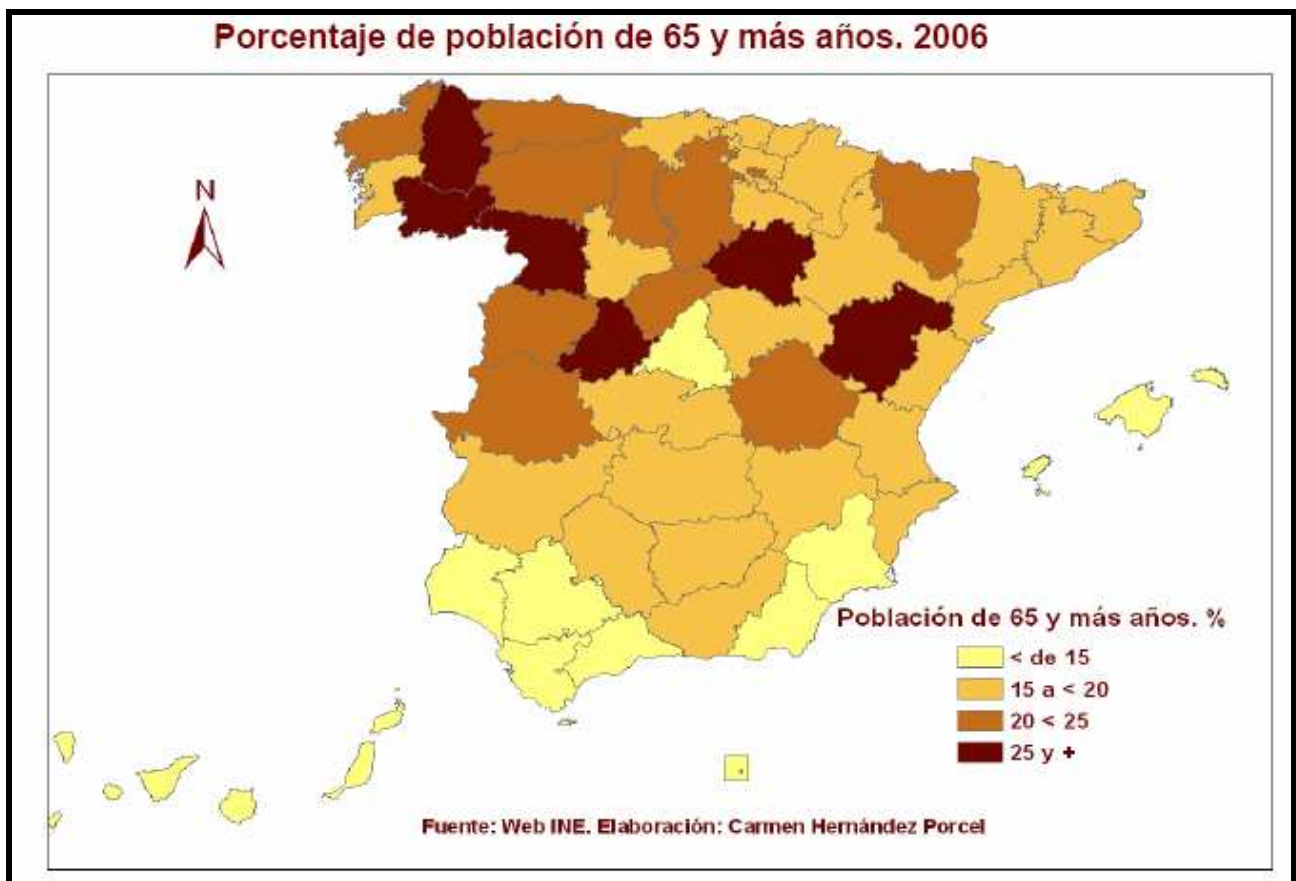 Porcentaje de población de 65 y más años. 2006
N
Población de 65 y más años. %
< de 15
15 a < 20
20 < 25
25 y +
Fuente: Web INE. Elaboración: Carmen Hernández Porcel